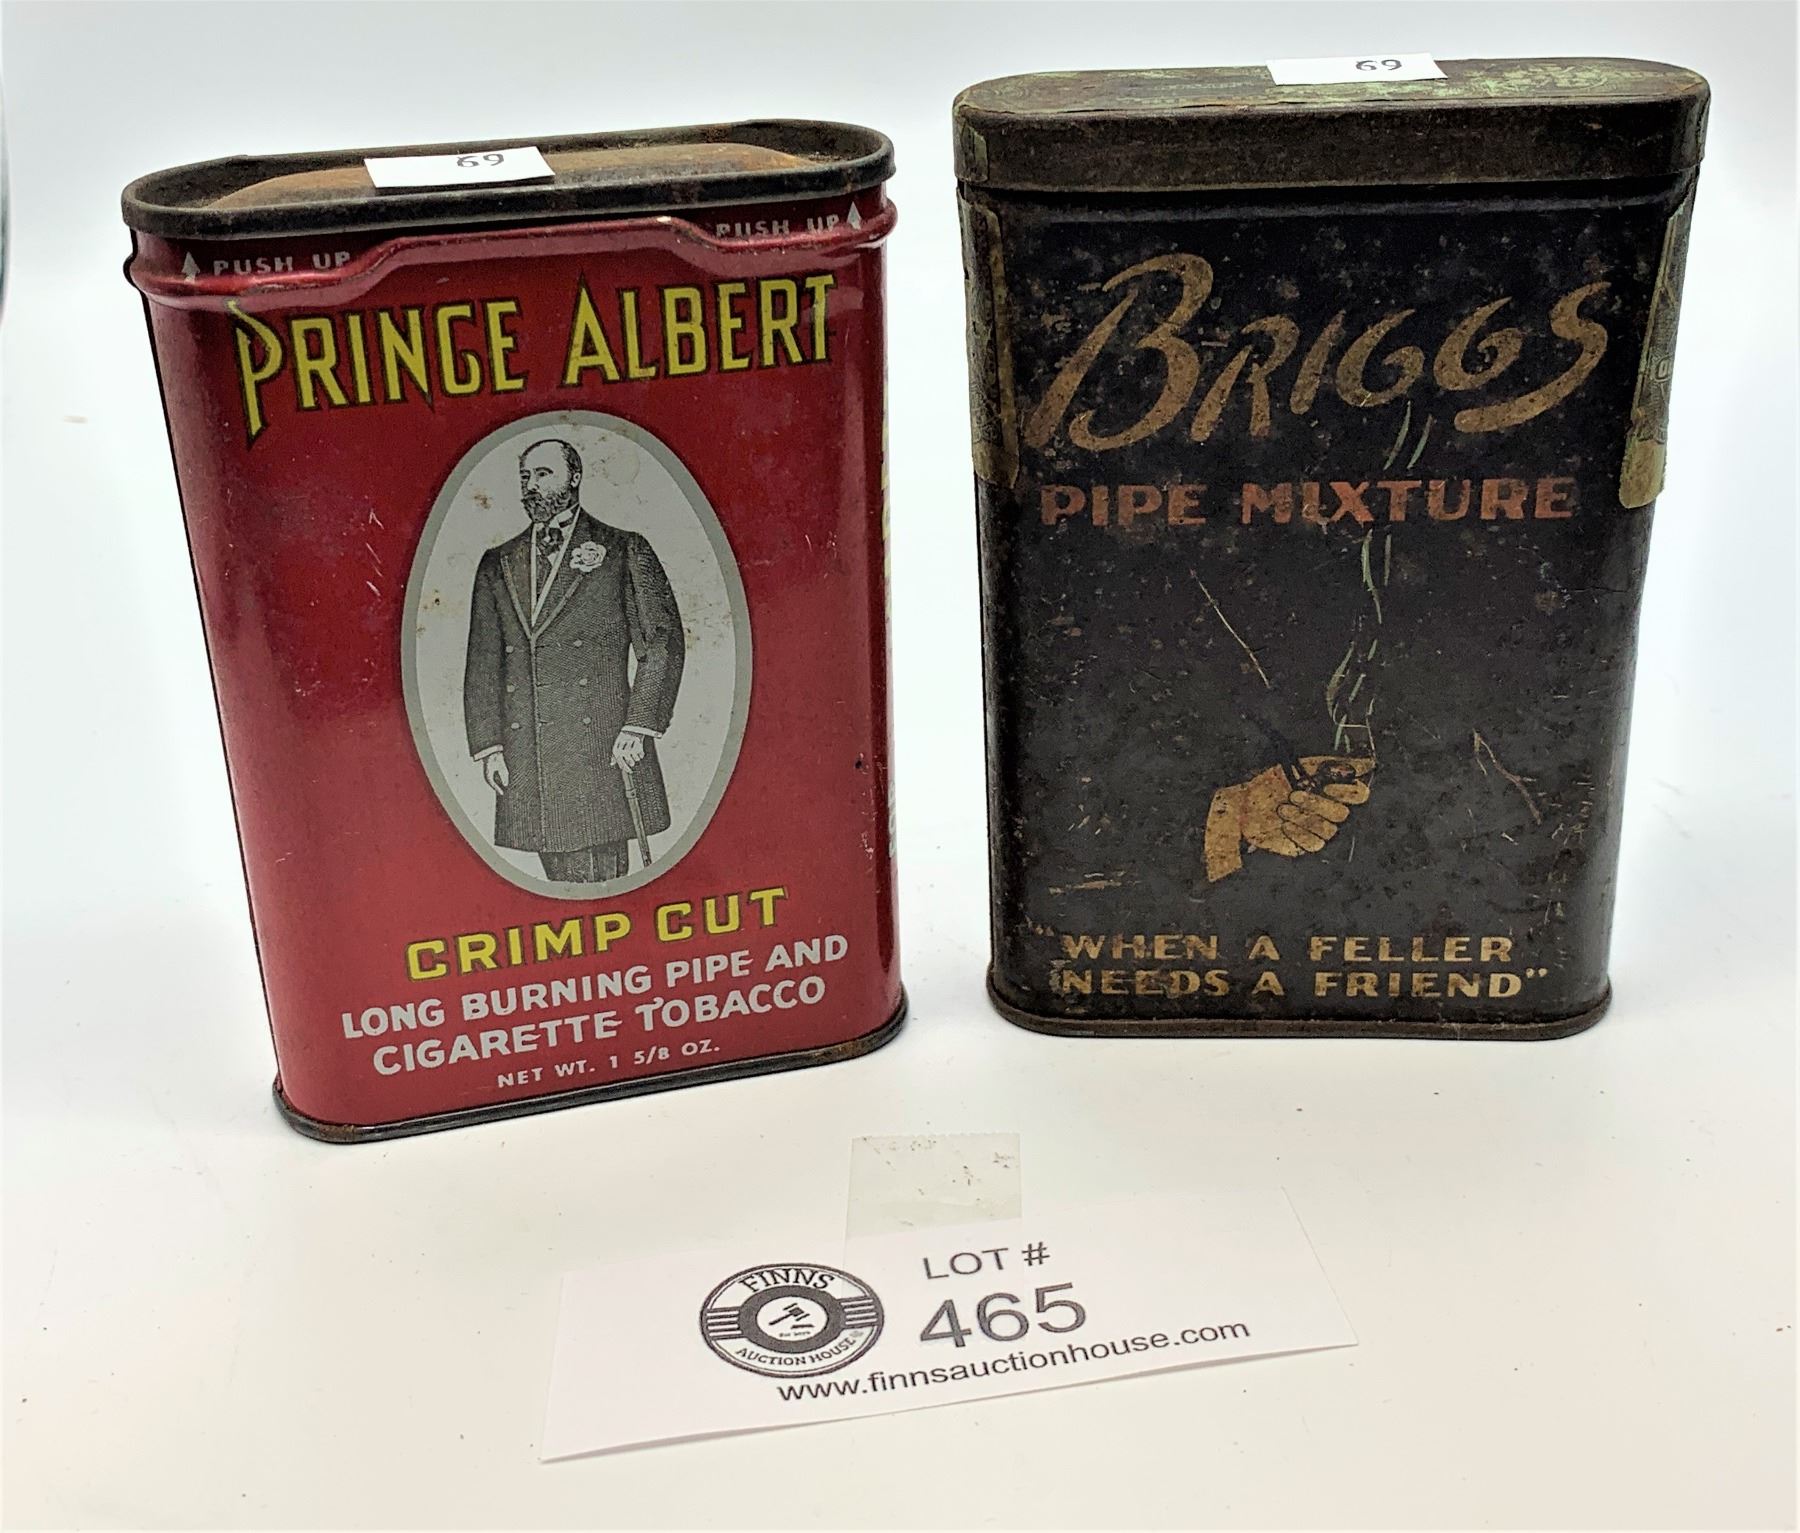 69
PUSH UP
PUSH UP
PRINCE ALBERT
CRIMP CUT
LONG BURNING PIPE AND
CIGARETTE TOBACCO
NET WT. 1 5/8 OZ.
69
BRIGGS
PIPE MIXTURE
"WHEN A FELLER
NEEDS A FRIEND"
FINNS
AUCTION HOUSE
LOT #
465
www.finnsauctionhouse.com